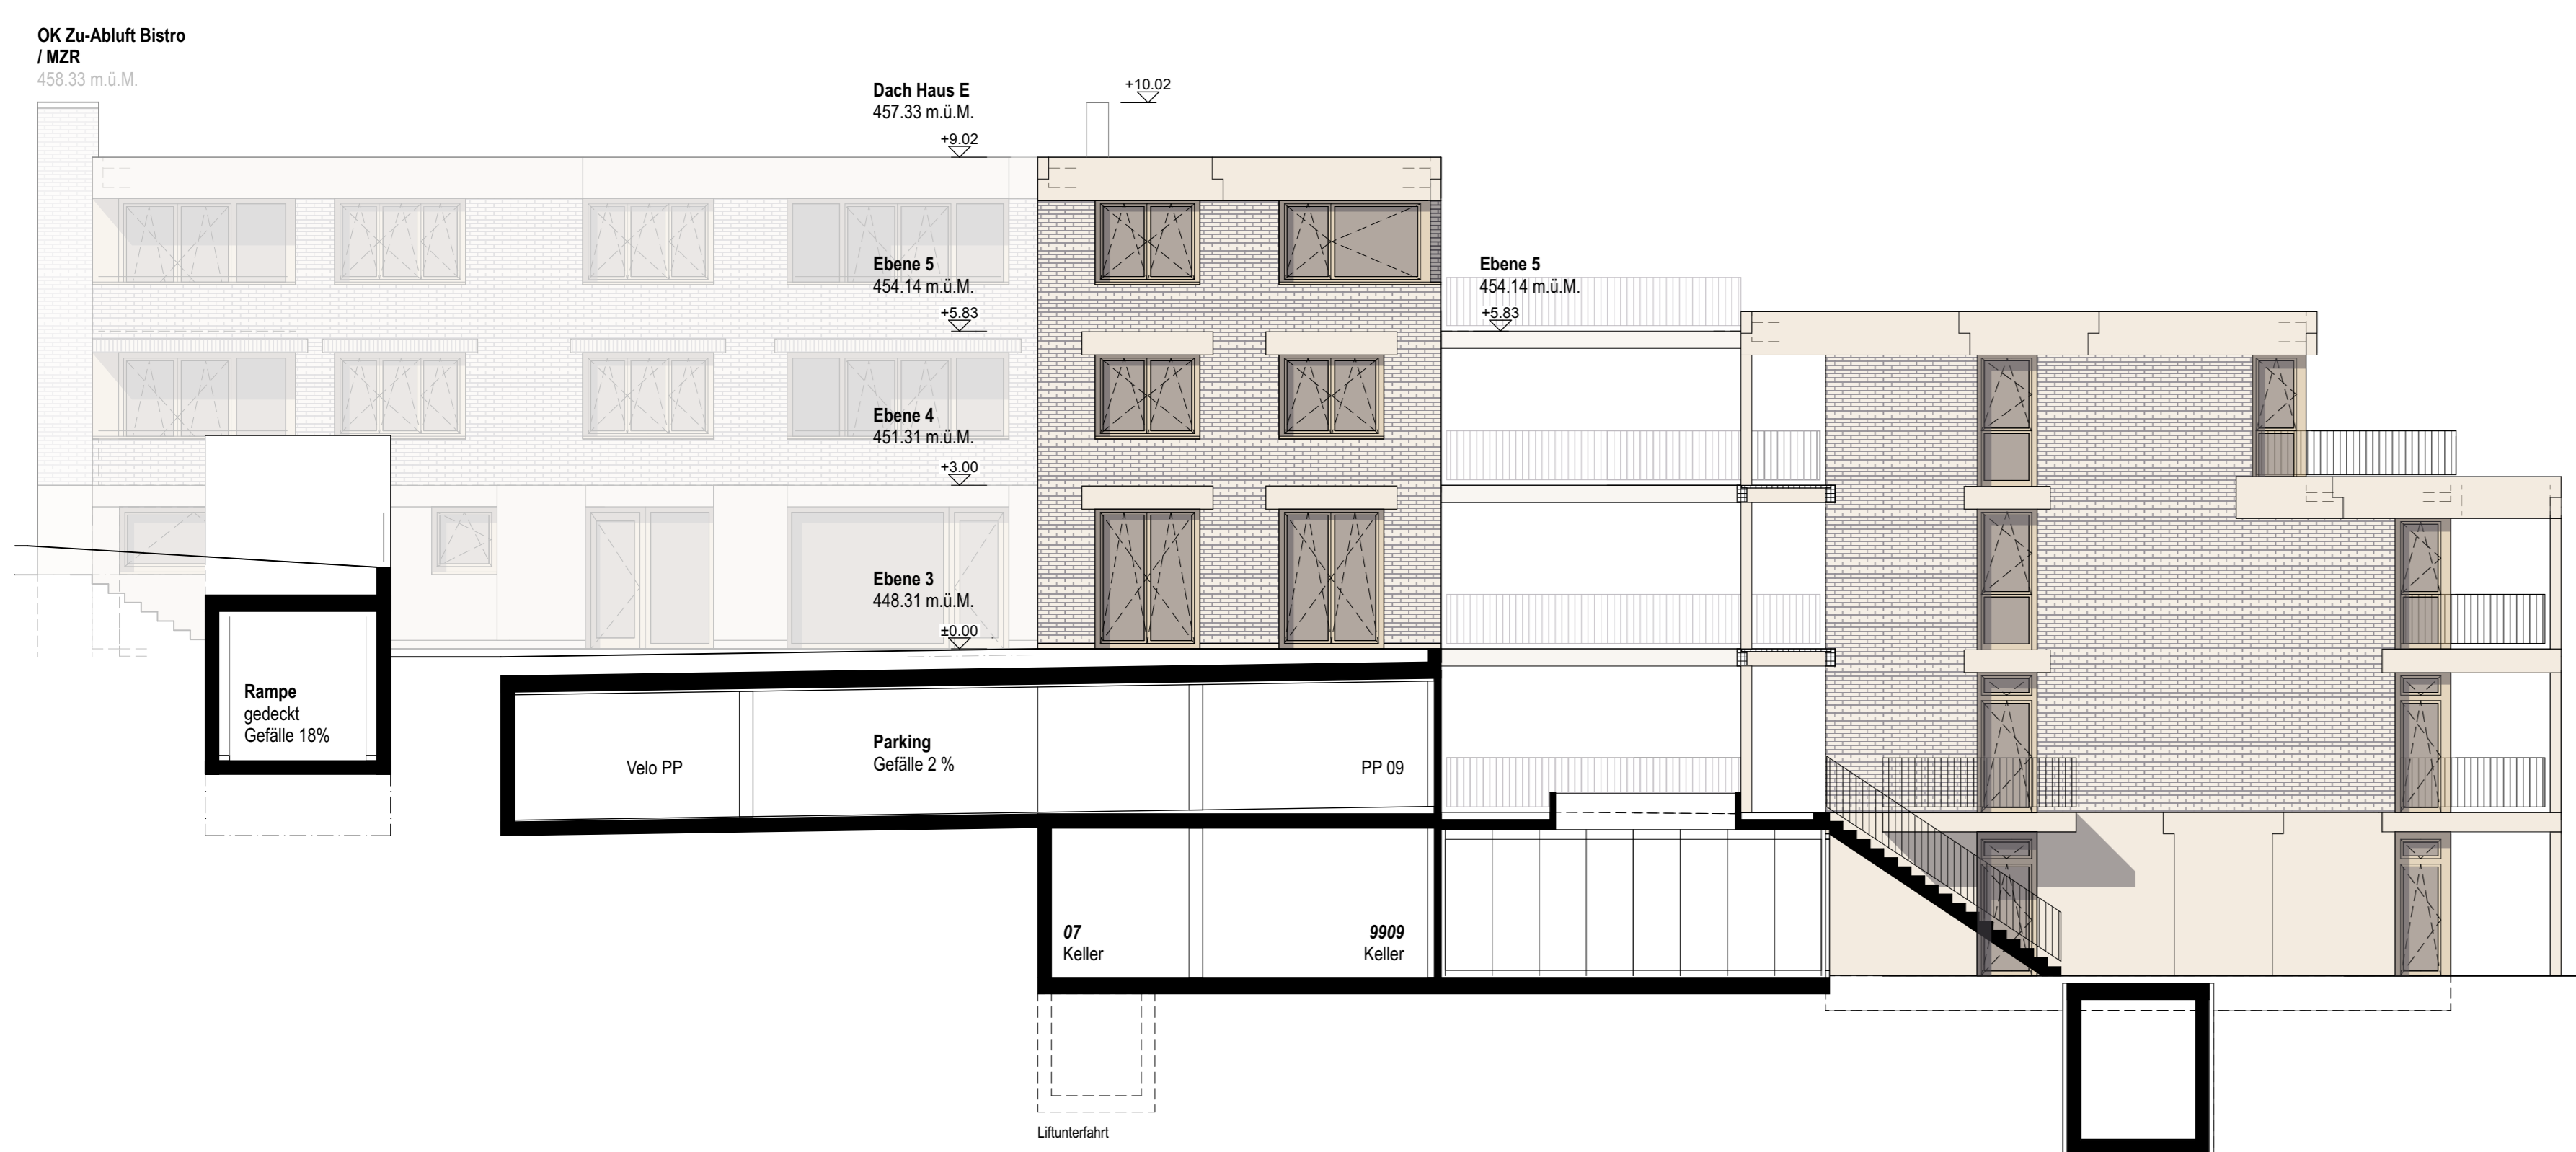 OK Zu-Abluft Bistro
/ MZR
458.33 m.ü.M.
Dach Haus E
457.33 m.ü.M.
+9.02
+10.02
Ebene 5
454.14 m.ü.M.
+5.83
Ebene 5
454.14 m.ü.M.
+5.83
Ebene 4
451.31 m.ü.M.
+3.00
Ebene 3
448.31 m.ü.M.
±0.00
Rampe
gedeckt
Gefälle 18%
Velo PP
Parking
Gefälle 2 %
PP 09
07
Keller
9909
Keller
Liftunterfahrt